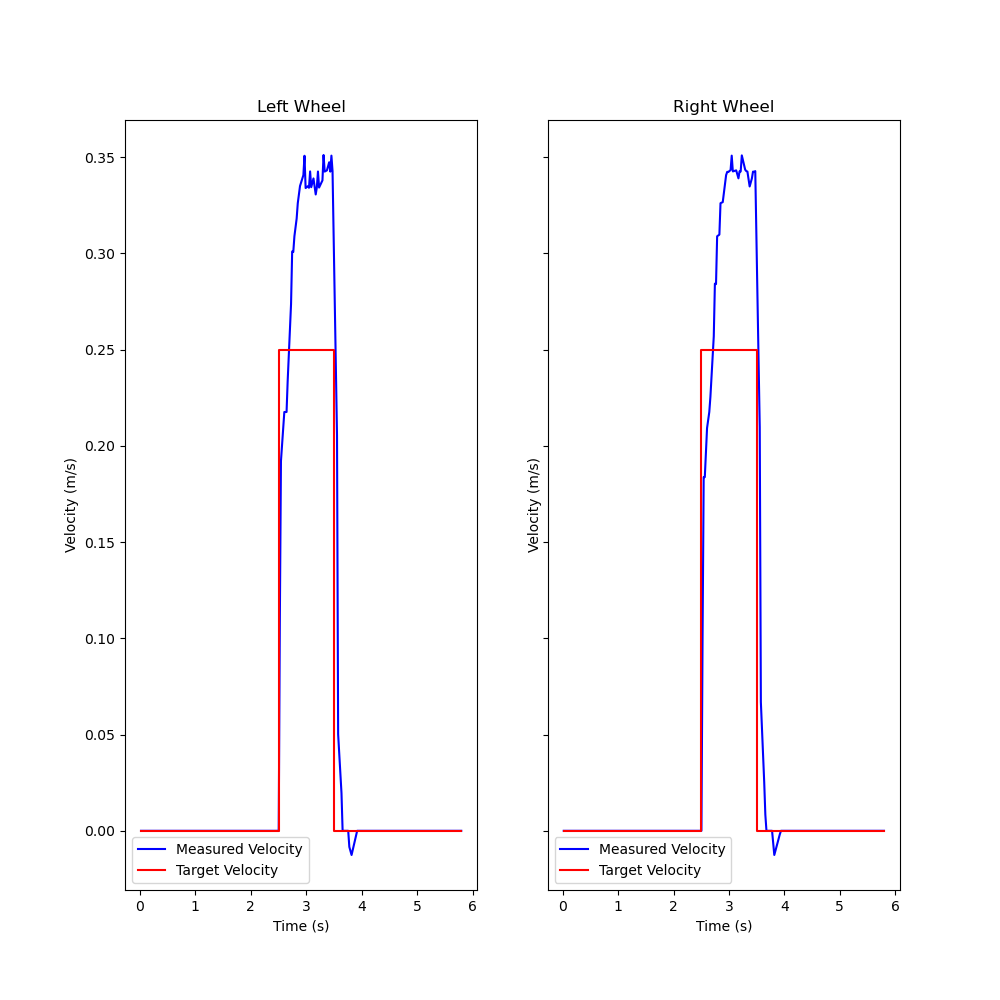 Left Wheel
Velocity (m/s)
0.35
0.30
0.25
0.20
0.15
0.10
0.05
0.00
Measured Velocity
Target Velocity
0 1 2 3 4 5 6
Time (s)
Right Wheel
Velocity (m/s)
Measured Velocity
Target Velocity
0 1 2 3 4 5 6
Time (s)